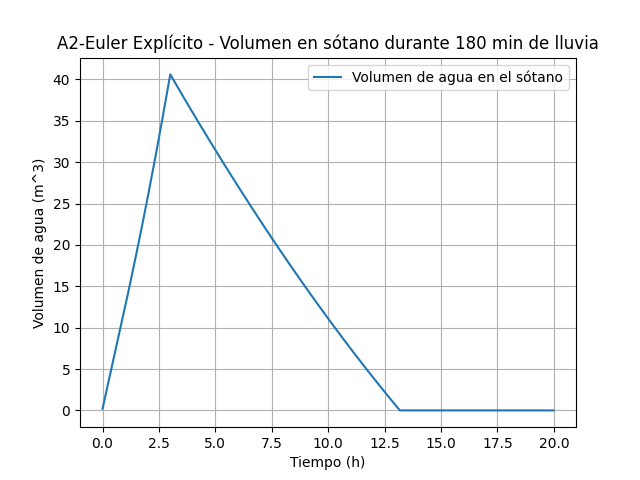 A2-Euler Explícito - Volumen en sótano durante 180 min de lluvia
Volumen de agua en el sótano
Volumen de agua (m^3)
40
35
30
25
20
15
10
5
0
0.0 2.5 5.0 7.5 10.0 12.5 15.0 17.5 20.0
Tiempo (h)